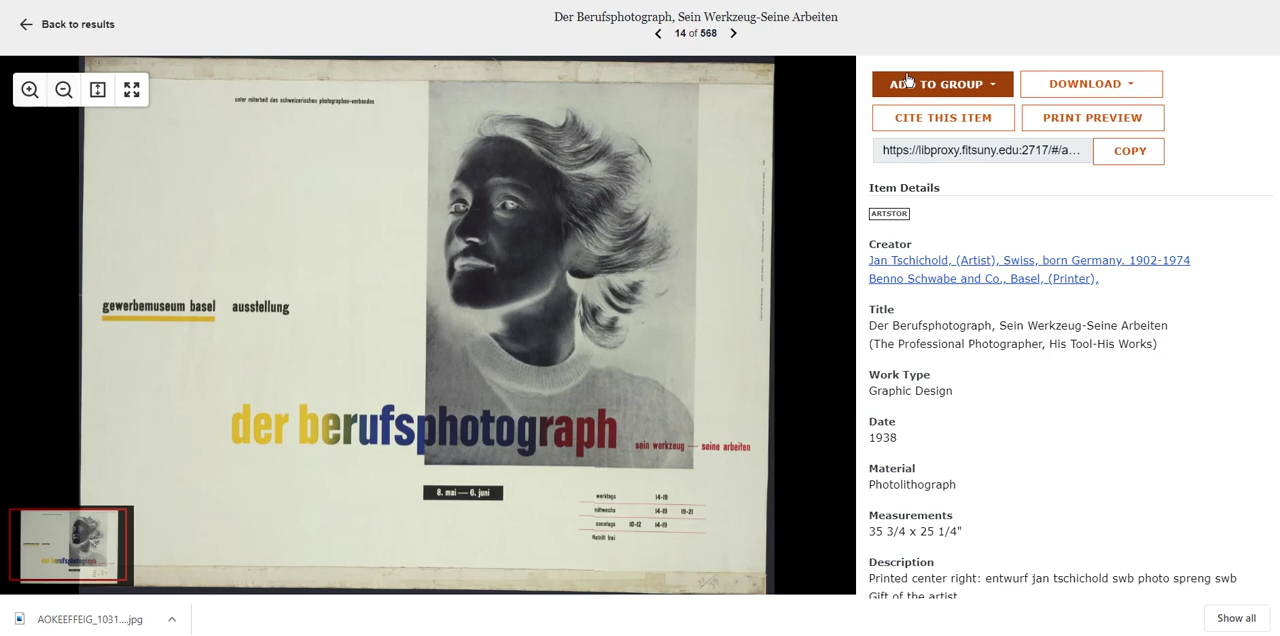 Back to results
Der Berufsphotograph, Sein Werkzeug-Seine Arbeiten
14 of 568
ADD TO GROUP
DOWNLOAD
CITE THIS ITEM
PRINT PREVIEW
https://libproxy.fitsuny.edu:2717/#/a...
COPY
unter mitarbeit des schweizerischen photographen-verbandes
gewerbemuseum basel ausstellung
der berufsphotograph
sein werkzeug — seine arbeiten
8. mai — 6. juni
werktags 14-19
mittwochs 14-19 19-21
sonntags 10-12 14-19
eintritt frei
Item Details
ARTSTOR
Creator
Jan Tschichold, (Artist), Swiss, born Germany. 1902-1974
Benno Schwabe and Co., Basel, (Printer),
Title
Der Berufsphotograph, Sein Werkzeug-Seine Arbeiten
(The Professional Photographer, His Tool-His Works)
Work Type
Graphic Design
Date
1938
Material
Photolithograph
Measurements
35 3/4 x 25 1/4"
Description
Printed center right: entwurf jan tschichold swb photo spreng swb
Gift of the artist
AOKEEFFEIG_1031....jpg
Show all